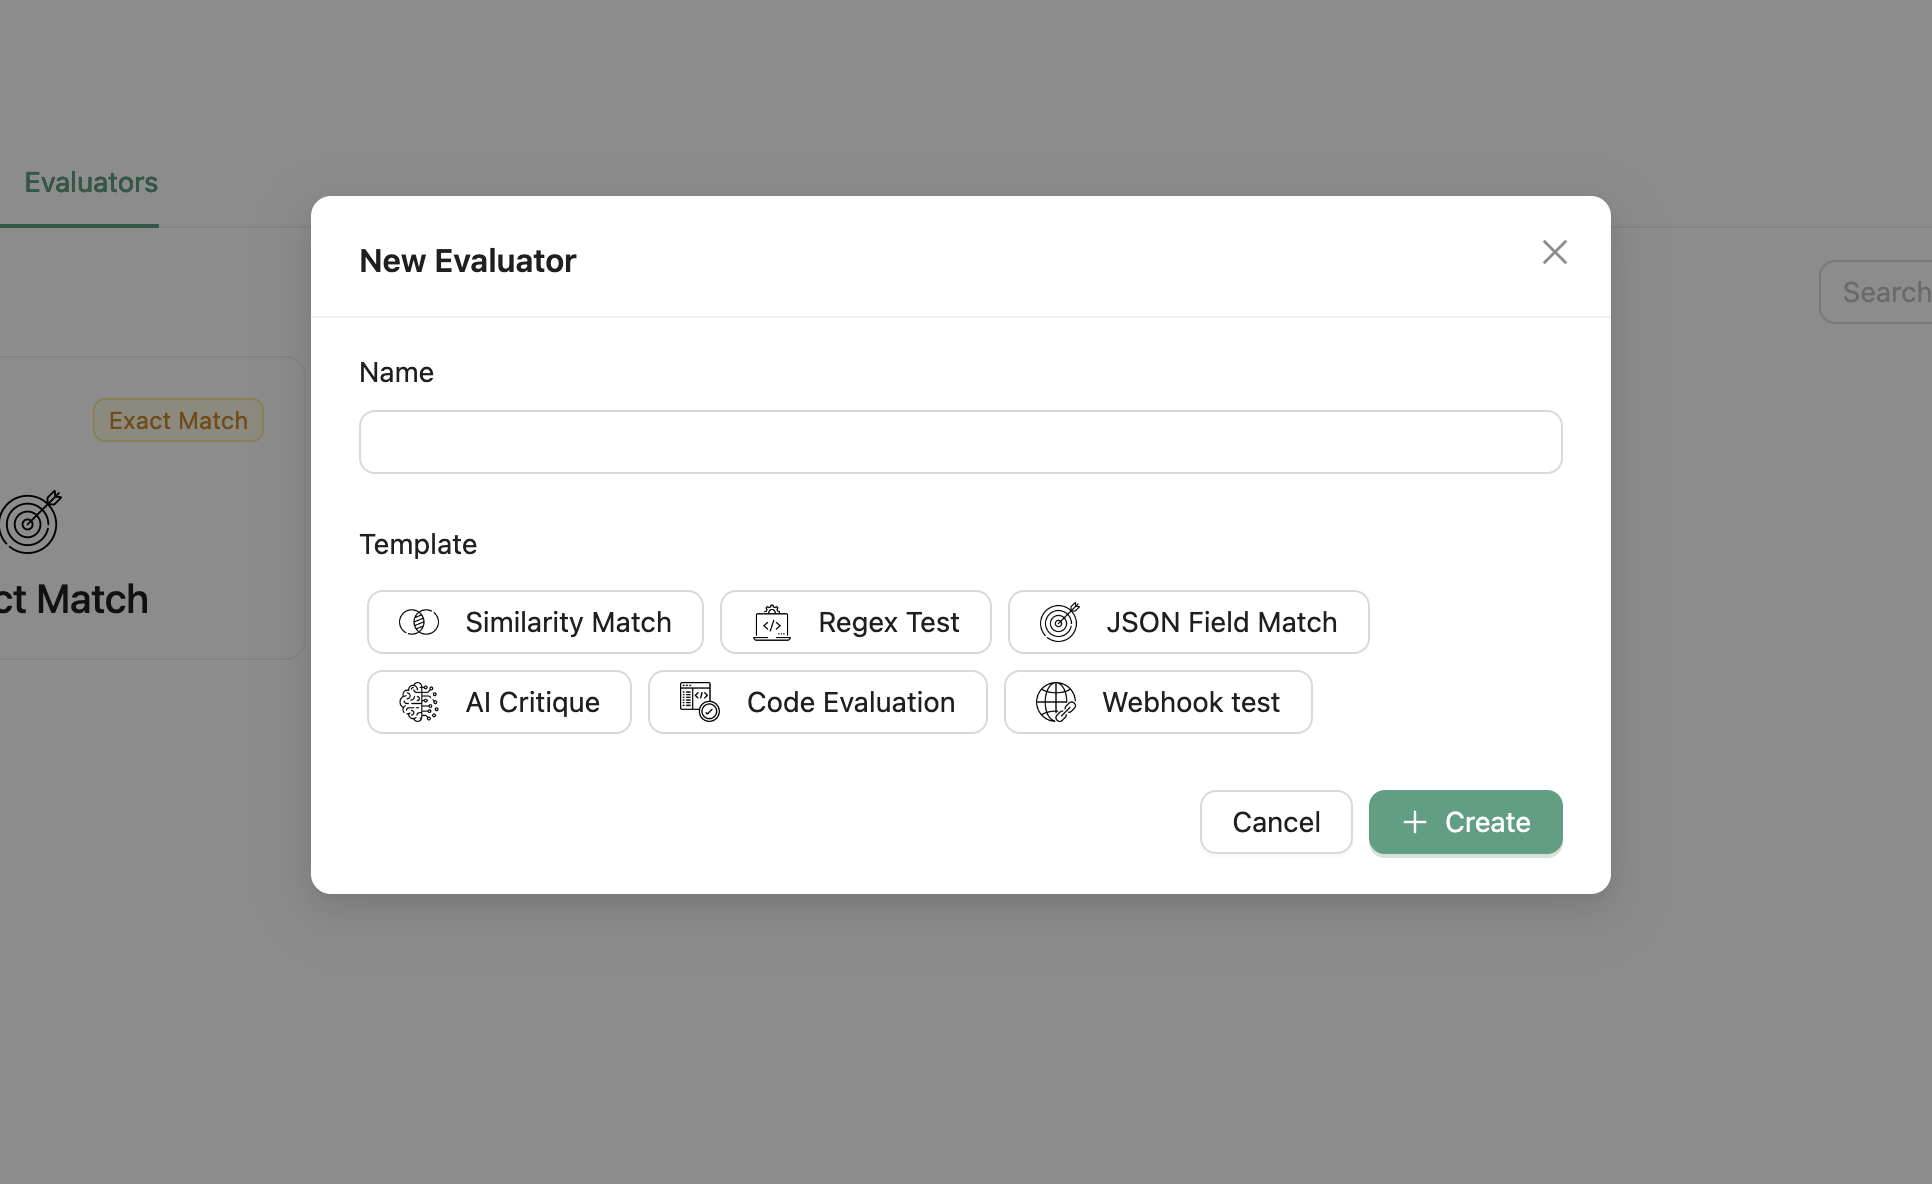 Evaluators
New Evaluator
Search
Name
Exact Match
Template
ct Match
Similarity Match
Regex Test
JSON Field Match
AI Critique
Code Evaluation
Webhook test
Cancel
Create